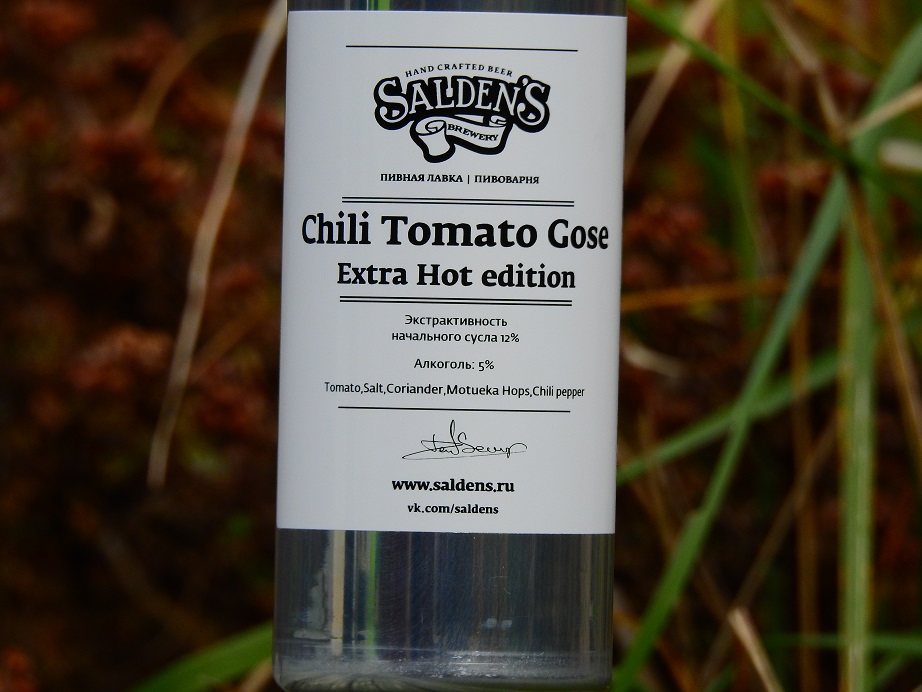 HAND CRAFTED BEER
SALDEN'S
BREWERY
ПИВНАЯ ЛАВКА | ПИВОВАРНЯ
Chili Tomato Gose
Extra Hot edition
Экстрактивность
начального сусла 12%
Алкоголь: 5%
Tomato,Salt,Coriander,Motueka Hops,Chili pepper
www.saldens.ru
vk.com/saldens